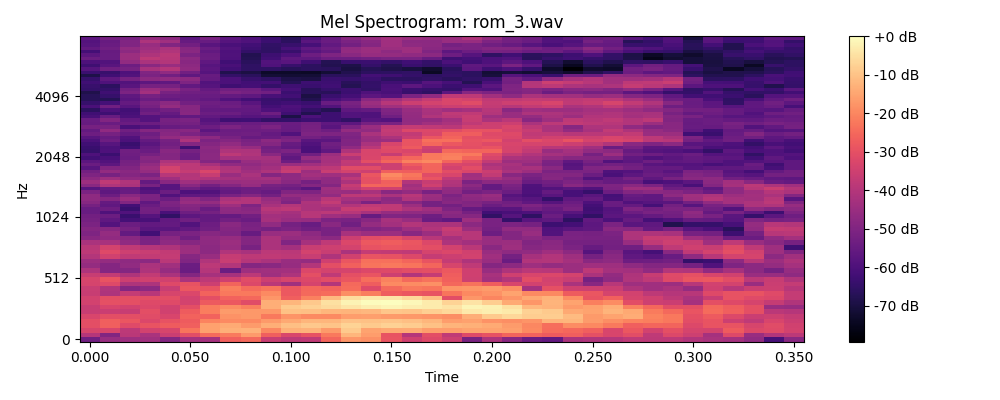 Mel Spectrogram: rom_3.wav
Hz
4096
2048
1024
512
0
0.000 0.050 0.100 0.150 0.200 0.250 0.300 0.350
Time
+0 dB
-10 dB
-20 dB
-30 dB
-40 dB
-50 dB
-60 dB
-70 dB